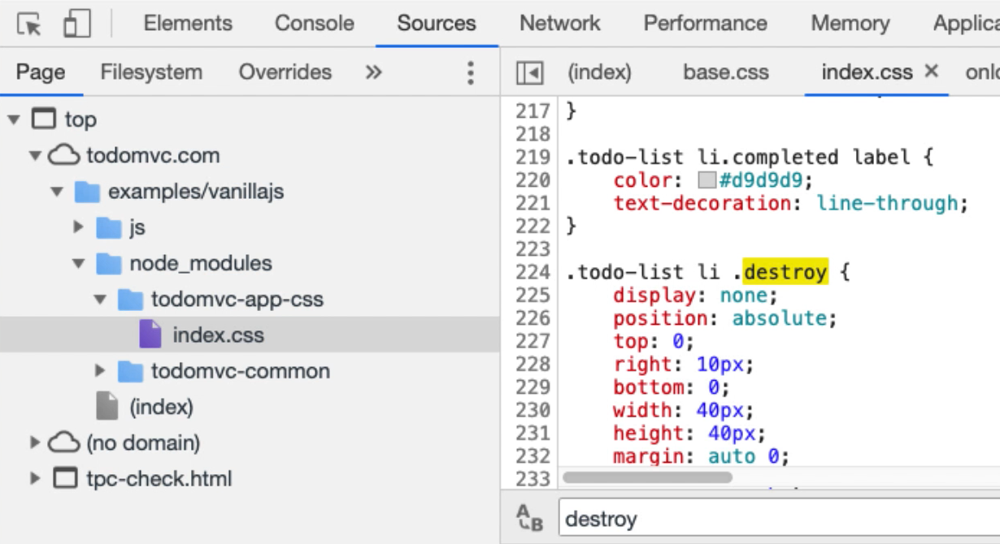 Elements Console Sources Network Performance Memory
Page Filesystem Overrides » (index) base.css index.css ×
top
todomvc.com
examples/vanillajs
js
node_modules
todomvc-app-css
index.css
todomvc-common
(index)
(no domain)
tpc-check.html
217 }
218
219 .todo-list li.completed label {
220 color: #d9d9d9;
221 text-decoration: line-through;
222 }
223
224 .todo-list li .destroy {
225 display: none;
226 position: absolute;
227 top: 0;
228 right: 10px;
229 bottom: 0;
230 width: 40px;
231 height: 40px;
232 margin: auto 0;
233
destroy